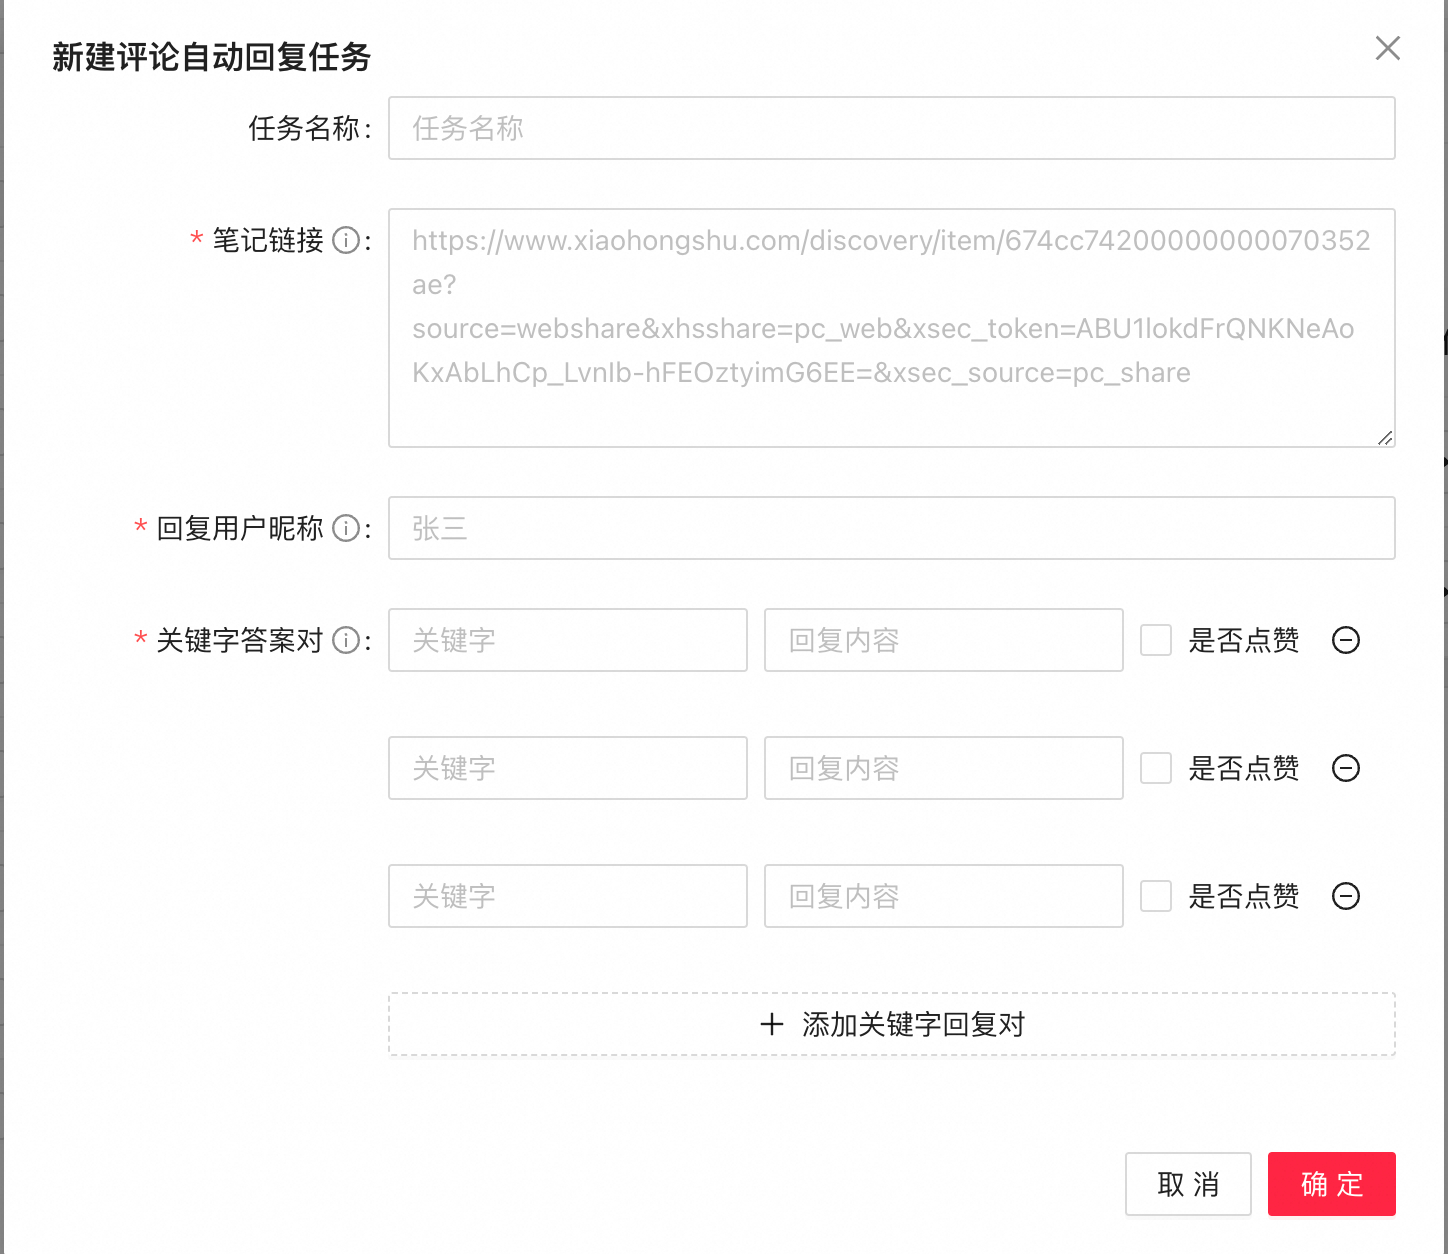 新建评论自动回复任务
任务名称:
任务名称
* 笔记链接 :
https://www.xiaohongshu.com/discovery/item/674cc74200000000070352
ae?
source=webshare&xhsshare=pc_web&xsec_token=ABU1lokdFrQNKNeAo
KxAbLhCp_LvnIb-hFEOztyimG6EE=&xsec_source=pc_share
* 回复用户昵称 :
张三
* 关键字答案对 :
关键字 回复内容 是否点赞
关键字 回复内容 是否点赞
关键字 回复内容 是否点赞
+ 添加关键字回复对
取 消 确 定